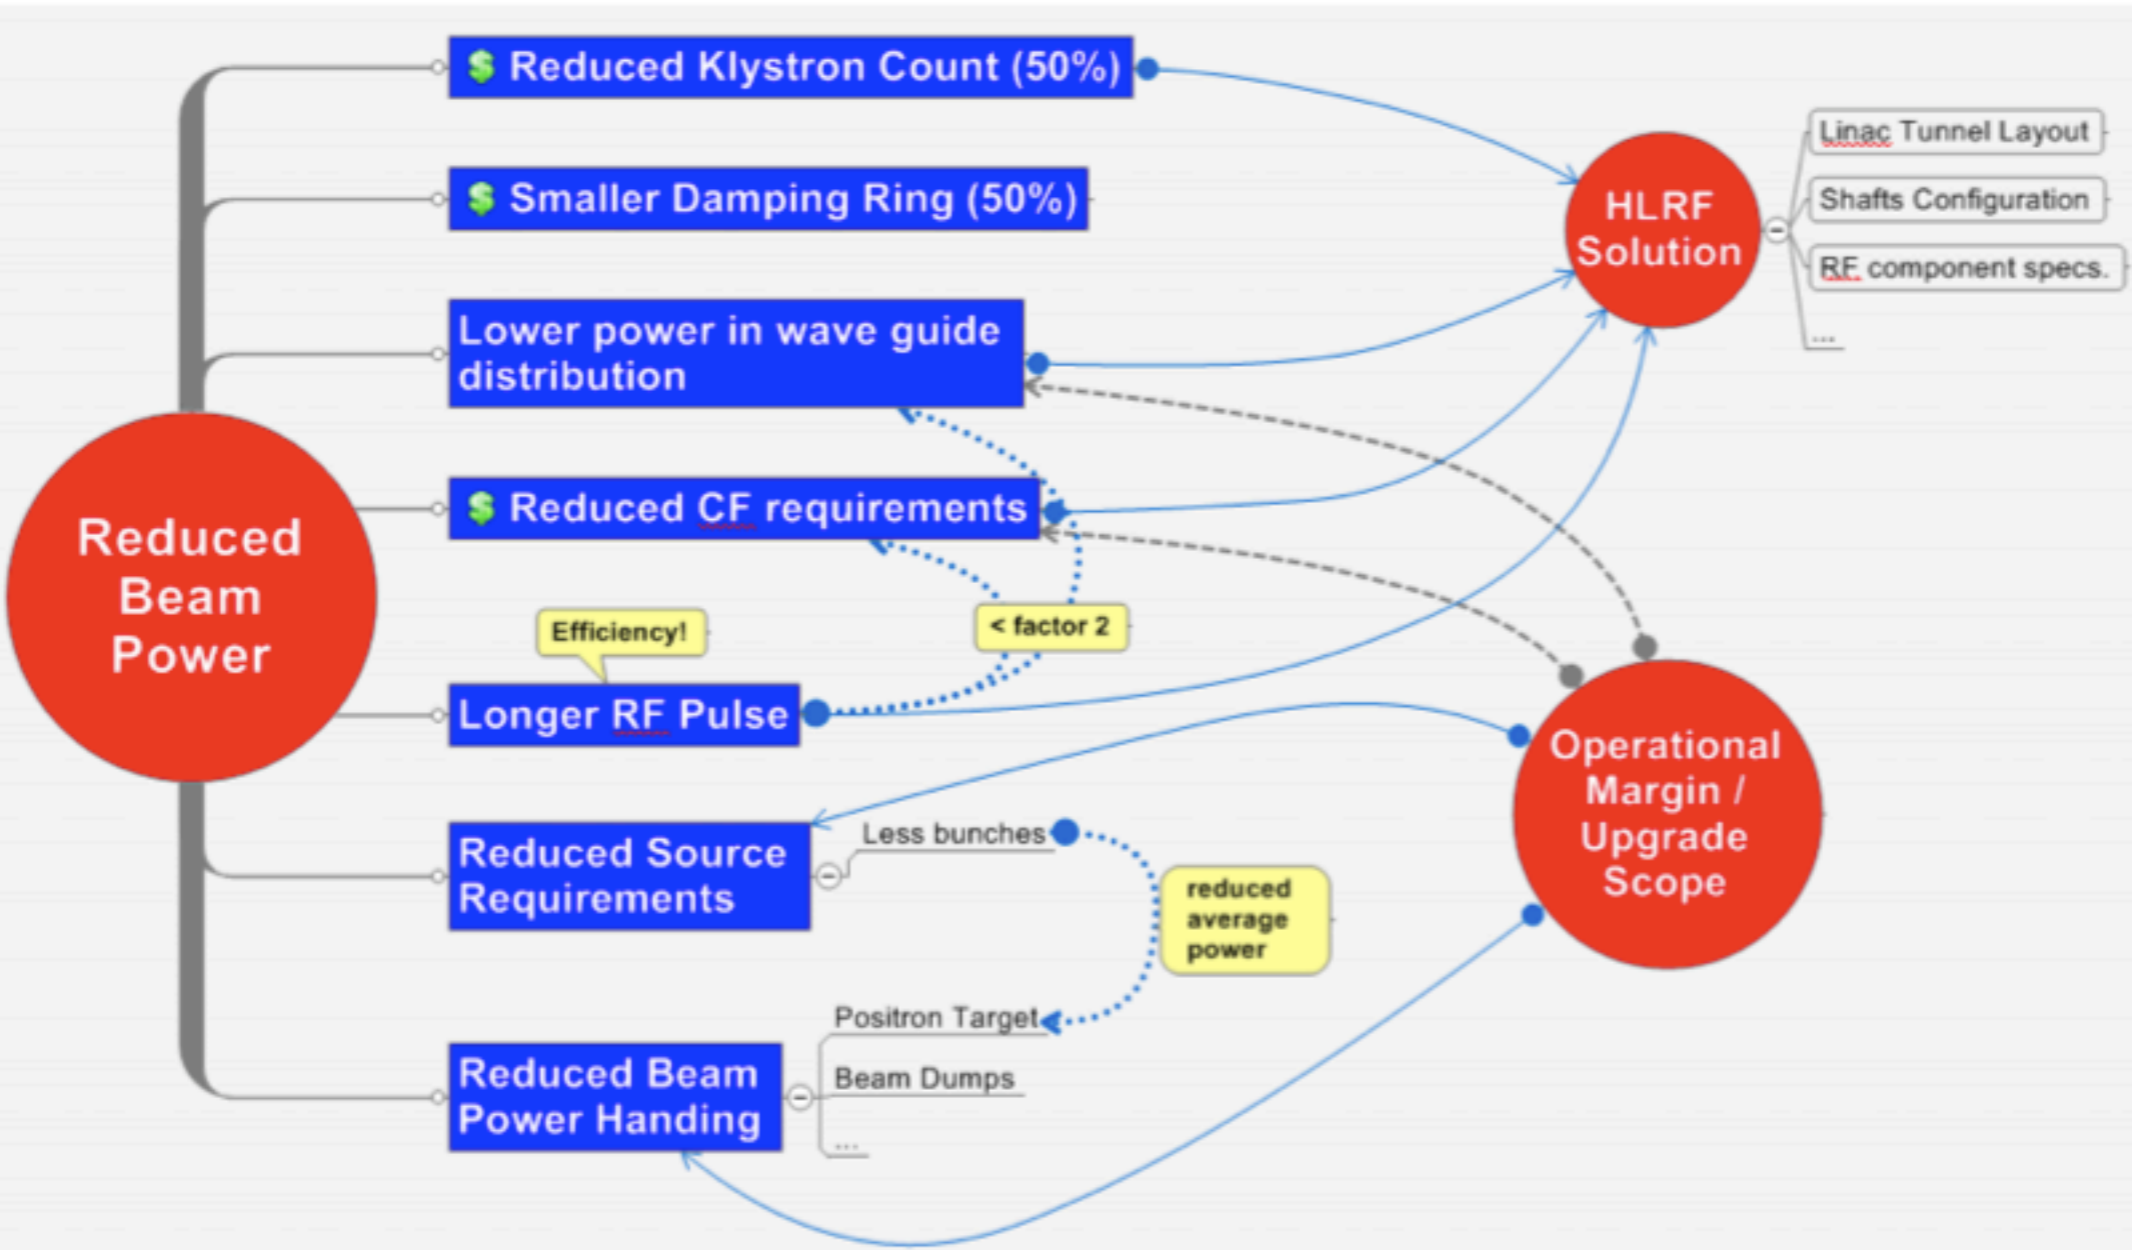 $ Reduced Klystron Count (50%)
$ Smaller Damping Ring (50%)
Lower power in wave guide
distribution
$ Reduced CF requirements
Efficiency!
< factor 2
Longer RF Pulse
Reduced
Beam
Power
Reduced Source
Requirements
Less bunches
reduced
average
power
Reduced Beam
Power Handing
Positron Target
Beam Dumps
...
HLRF
Solution
Linac Tunnel Layout
Shafts Configuration
RF component specs.
...
Operational
Margin /
Upgrade
Scope